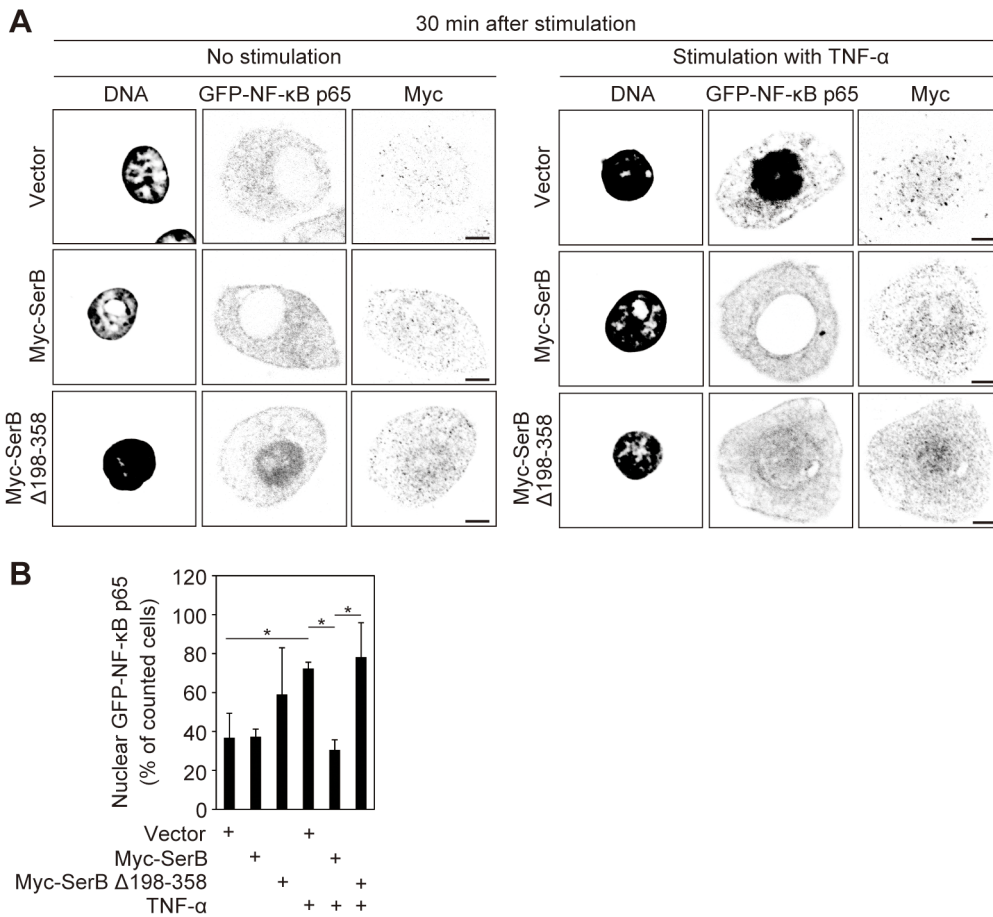 A
30 min after stimulation
No stimulation
Stimulation with TNF-α
DNA GFP-NF-κB p65 Myc
DNA GFP-NF-κB p65 Myc
Vector
Vector
Myc-SerB
Myc-SerB
Myc-SerB
Δ198-358
Myc-SerB
Δ198-358
B
Nuclear GFP-NF-κB p65
(% of counted cells)
120
100
80
60
40
20
0
* * *
Vector + +
Myc-SerB + +
Myc-SerB Δ198-358 + +
TNF-α + + +